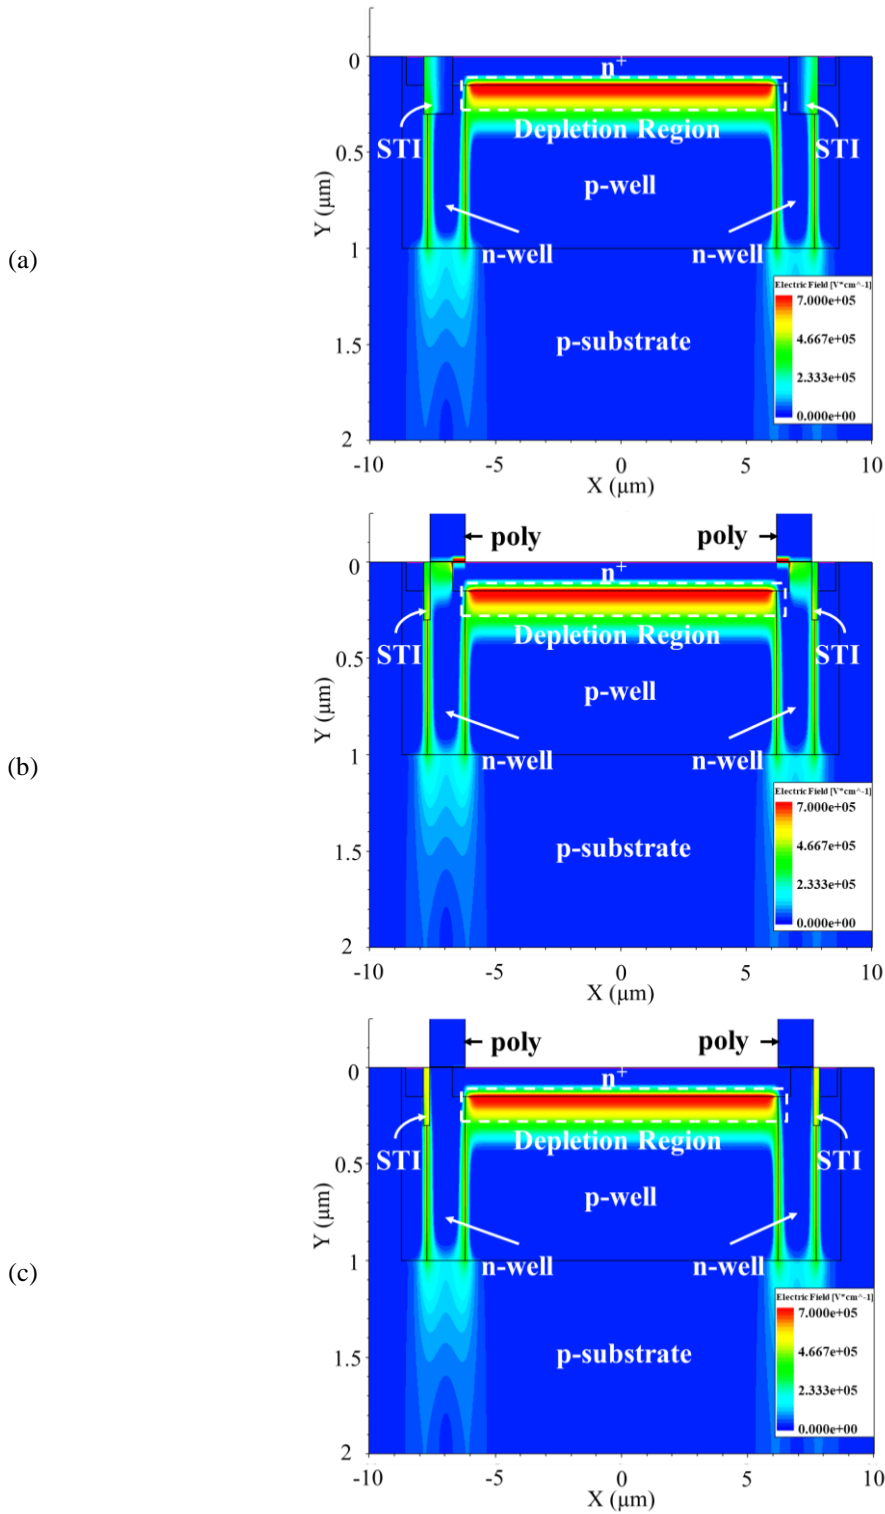 (a)
0
0.5
1
1.5
2
Y (μm)
n+
STI
Depletion Region
STI
p-well
n-well
n-well
p-substrate
Electric Field [V*cm^-1]
7.000e+05
4.667e+05
2.333e+05
0.000e+00
-10 -5 0 5 10
X (μm)
(b)
poly poly
0
0.5
1
1.5
2
Y (μm)
n+
STI
Depletion Region
STI
p-well
n-well
n-well
p-substrate
Electric Field [V*cm^-1]
7.000e+05
4.667e+05
2.333e+05
0.000e+00
-10 -5 0 5 10
X (μm)
(c)
poly poly
0
0.5
1
1.5
2
Y (μm)
n+
STI
Depletion Region
STI
p-well
n-well
n-well
p-substrate
Electric Field [V*cm^-1]
7.000e+05
4.667e+05
2.333e+05
0.000e+00
-10 -5 0 5 10
X (μm)